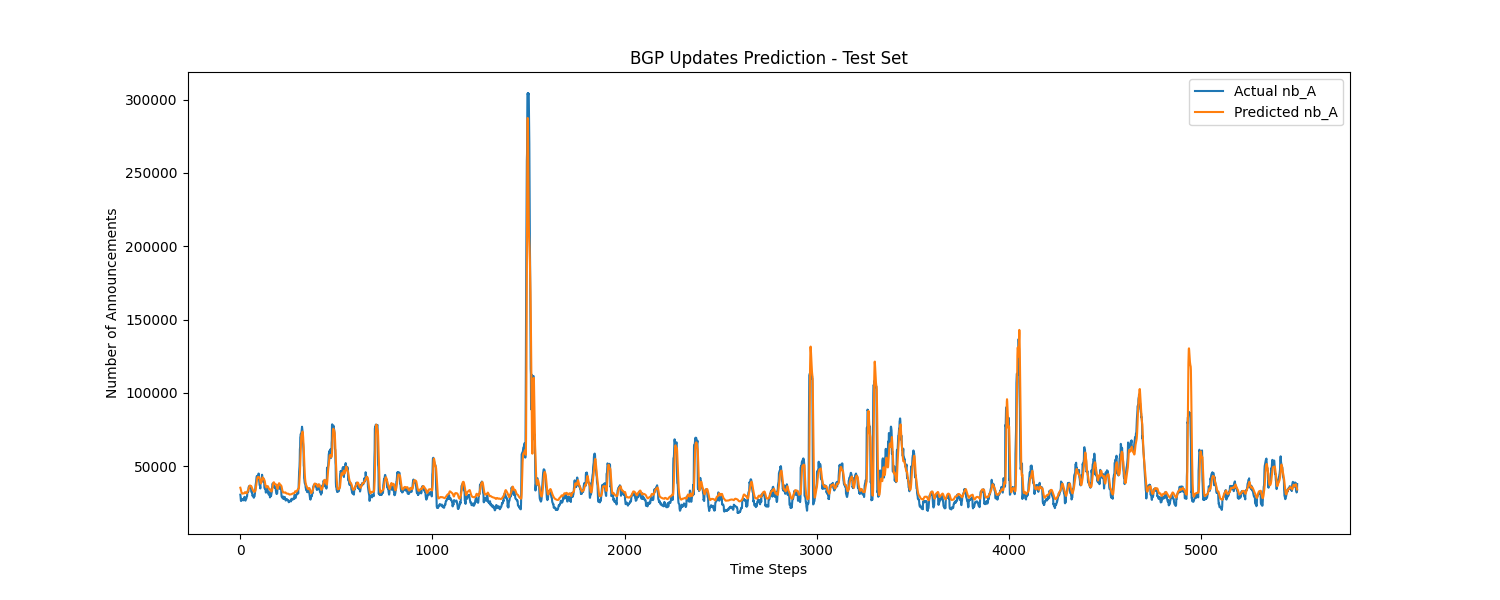 BGP Updates Prediction - Test Set
Actual nb_A
Predicted nb_A
Number of Announcements
300000
250000
200000
150000
100000
50000
0
1000
2000
3000
4000
5000
Time Steps